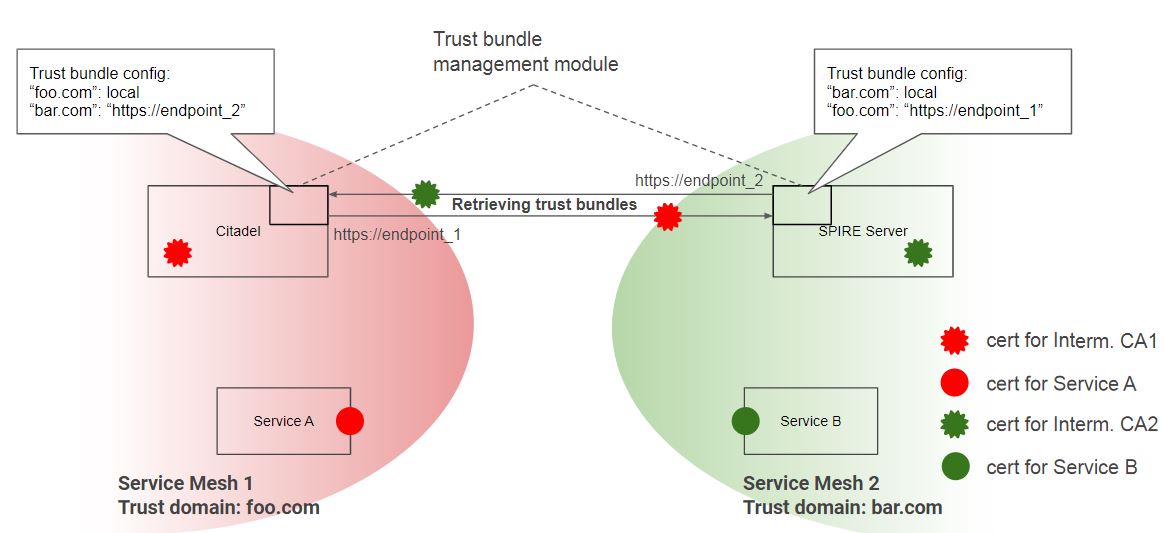 Trust bundle
management module
Trust bundle config:
“foo.com”: local
“bar.com”: “https://endpoint_2”
Trust bundle config:
“bar.com”: local
“foo.com”: “https://endpoint_1”
https://endpoint_2
Retrieving trust bundles
https://endpoint_1
Citadel
SPIRE Server
cert for Interm. CA1
cert for Service A
cert for Interm. CA2
cert for Service B
Service A
Service B
Service Mesh 1
Trust domain: foo.com
Service Mesh 2
Trust domain: bar.com